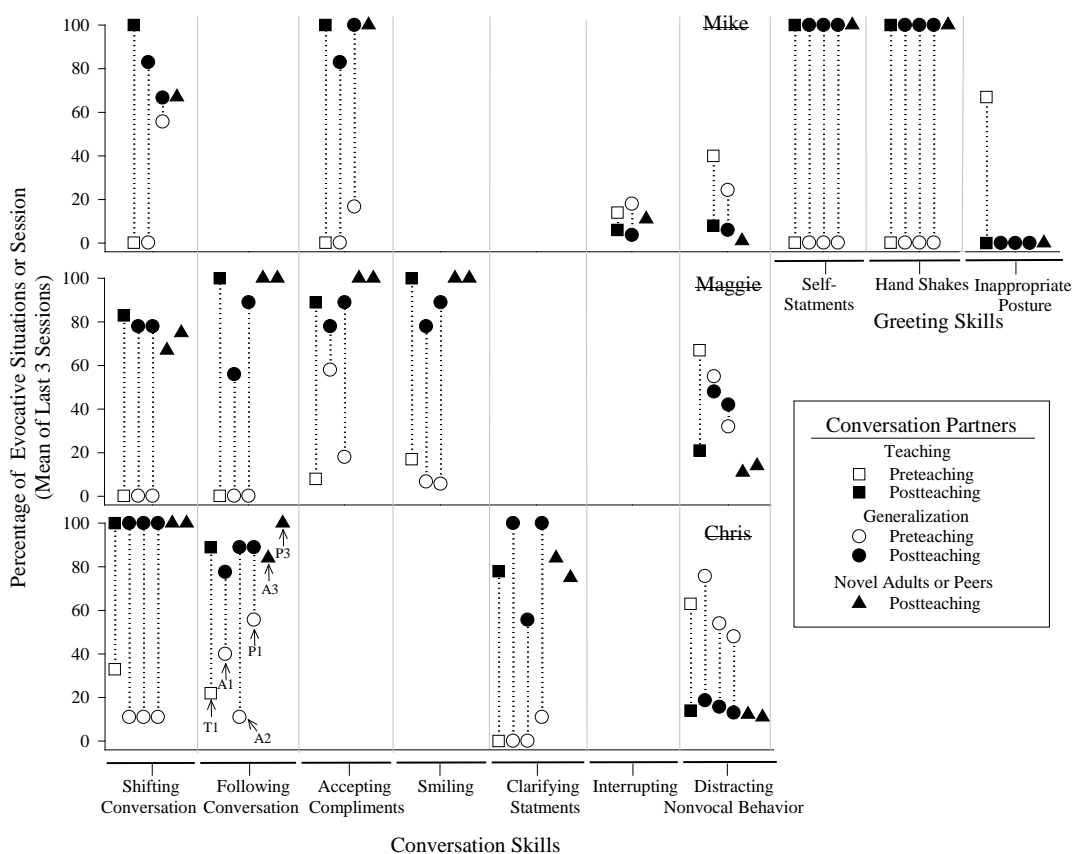 Percentage of Evocative Situations or Session
(Mean of Last 3 Sessions)
100
80
60
40
20
0
Mike
Self-
Statments
Hand Shakes
Inappropriate
Posture
Greeting Skills
100
80
60
40
20
0
Maggie
100
80
60
40
20
0
Chris
T1
A1
A2
P1
A3
P3
Conversation Partners
Teaching
Preteaching
Postteaching
Generalization
Preteaching
Postteaching
Novel Adults or Peers
Postteaching
Shifting
Conversation
Following
Conversation
Accepting
Compliments
Smiling
Clarifying
Statments
Interrupting
Distracting
Nonvocal Behavior
Conversation Skills